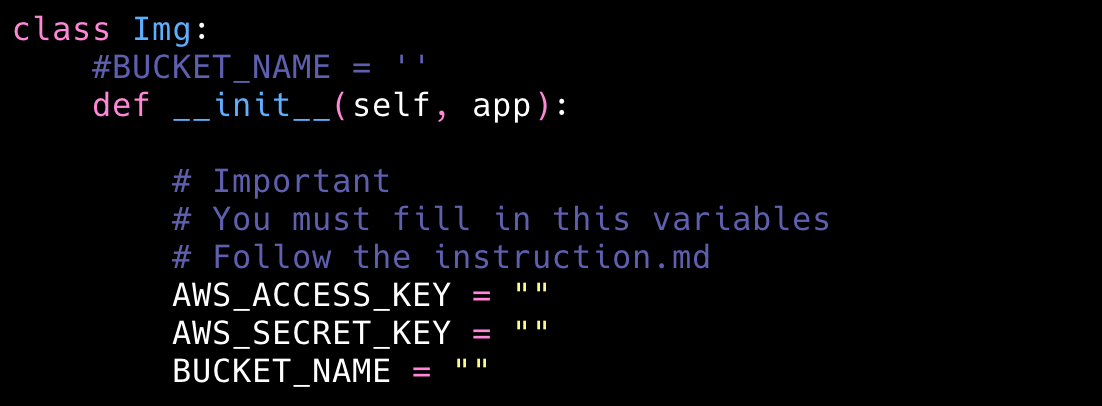 class Img:
    #BUCKET_NAME = ''
    def __init__(self, app):

        # Important
        # You must fill in this variables
        # Follow the instruction.md
        AWS_ACCESS_KEY = ""
        AWS_SECRET_KEY = ""
        BUCKET_NAME = ""